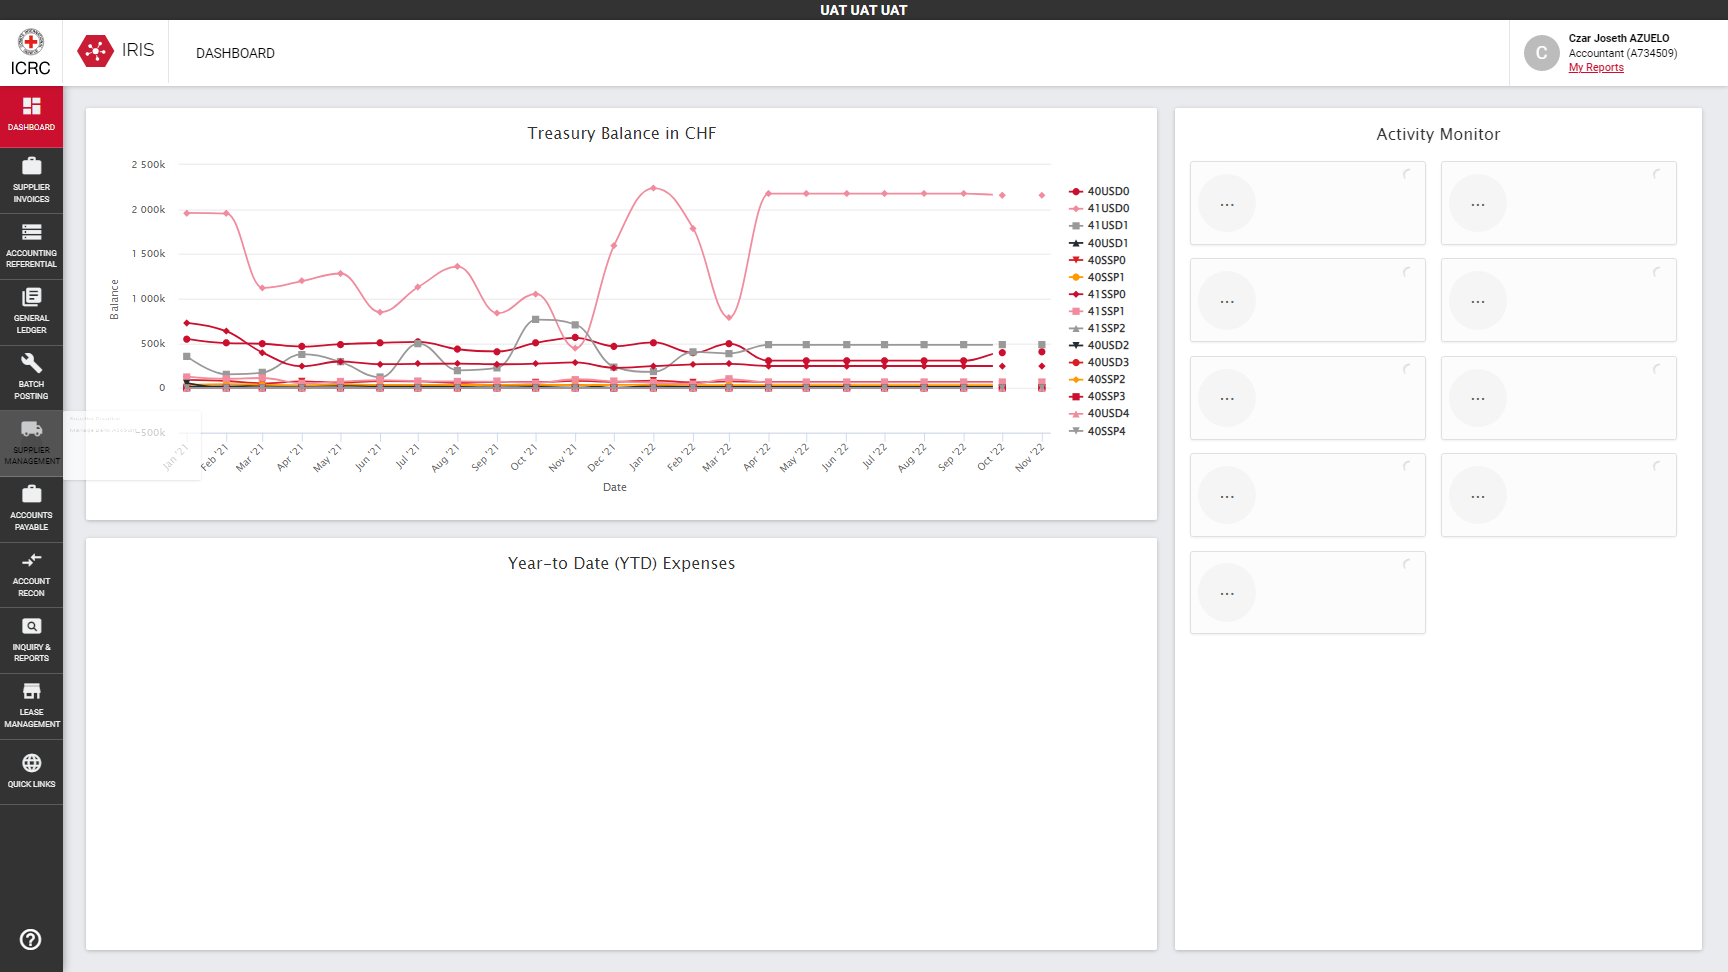 UAT UAT UAT
ICRC
IRIS
DASHBOARD
Czar Joseth AZUELO
Accountant (A734509)
My Reports
DASHBOARD
SUPPLIER
INVOICES
ACCOUNTING
REFERENTIAL
GENERAL
LEDGER
BATCH
POSTING
SUPPLIER
MANAGEMENT
ACCOUNTS
PAYABLE
ACCOUNT
RECON
INQUIRY &
REPORTS
LEASE
MANAGEMENT
QUICK LINKS
Treasury Balance in CHF
2 500k
2 000k
1 500k
1 000k
500k
0
-500k
Balance
Jan '21
Feb '21
Mar '21
Apr '21
May '21
Jun '21
Jul '21
Aug '21
Sep '21
Oct '21
Nov '21
Dec '21
Jan '22
Feb '22
Mar '22
Apr '22
May '22
Jun '22
Jul '22
Aug '22
Sep '22
Oct '22
Nov '22
Date
40USD0
41USD0
41USD1
40USD1
40SSP0
40SSP1
41SSP0
41SSP1
41SSP2
40USD2
40USD3
40SSP2
40SSP3
40USD4
40SSP4
Year-to Date (YTD) Expenses
Activity Monitor
...
...
...
...
...
...
...
...
...